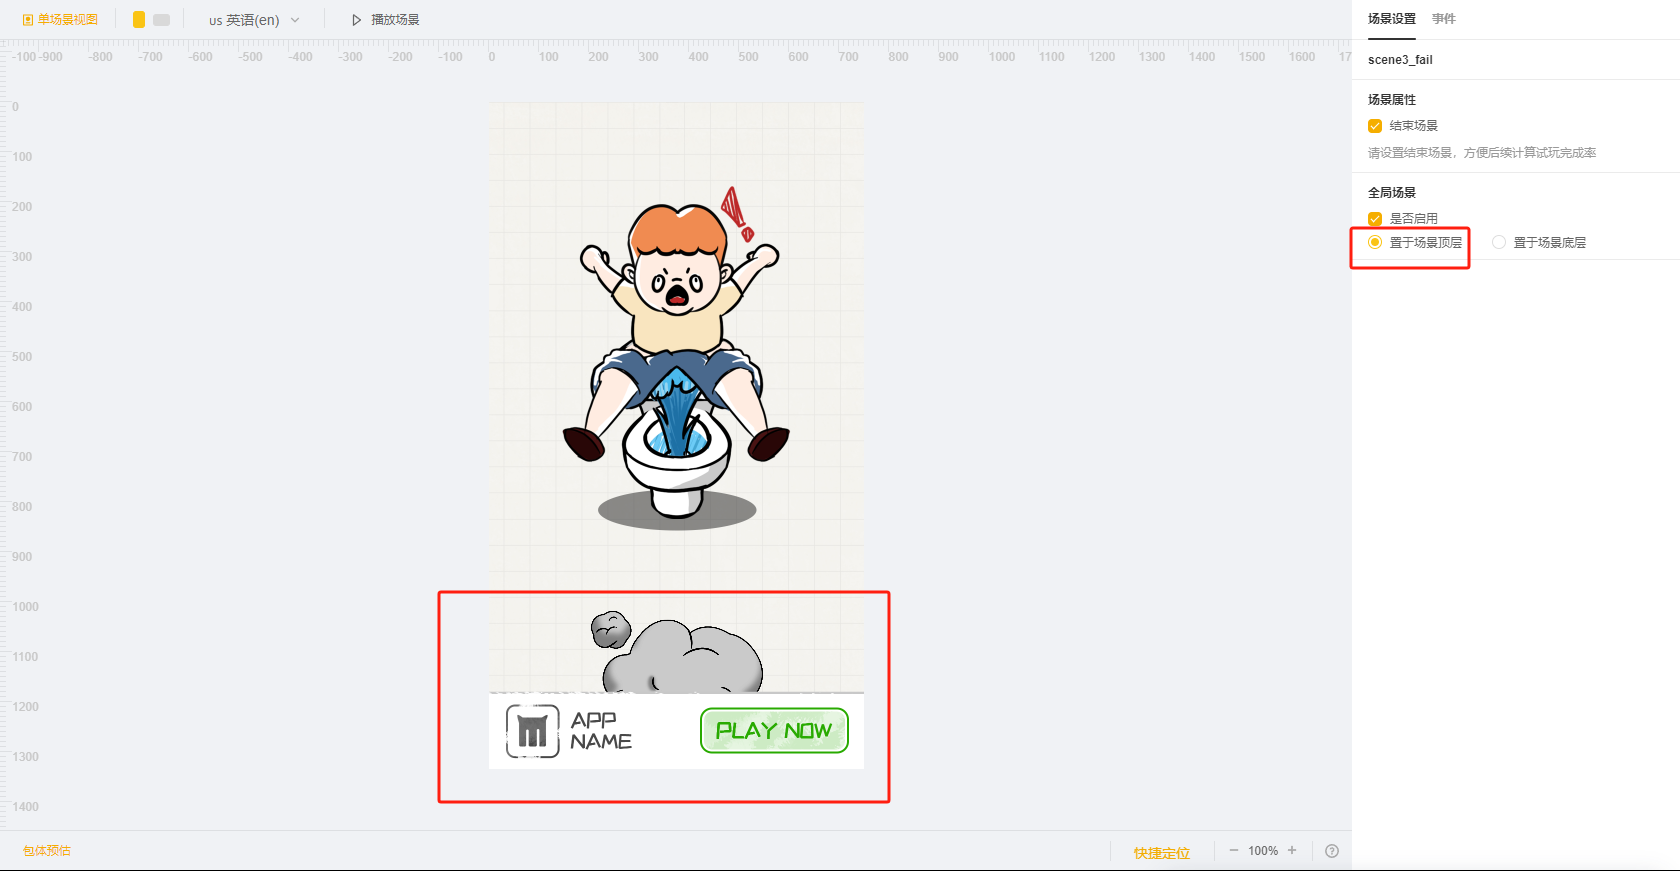 单场景视图
us 英语(en)
播放场景
-100 -900 -800 -700 -600 -500 -400 -300 -200 -100 0 100 200 300 400 500 600 700 800 900 1000 1100 1200 1300 1400 1500 1600 17
0
100
200
300
400
500
600
700
800
900
1000
1100
1200
1300
1400
APP
NAME
PLAY NOW
包体预估
快捷定位
− 100% +
?
场景设置 事件
scene3_fail
场景属性
结束场景
请设置结束场景，方便后续计算试玩完成率
全局场景
是否启用
置于场景顶层 置于场景底层